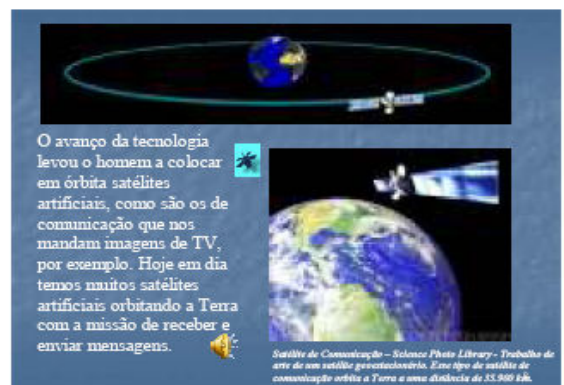 O avanço da tecnologia
levou o homem a colocar
em órbita satélites
artificiais, como são os de
comunicação que nos
mandam imagens de TV,
por exemplo. Hoje em dia
temos muitos satélites
artificiais orbitando a Terra
com a missão de receber e
enviar mensagens.
Satélite de Comunicação – Science Photo Library - Trabalho de
arte de um satélite geoestacionário. Esse tipo de satélite de
comunicação orbita a Terra a uma distância de km.